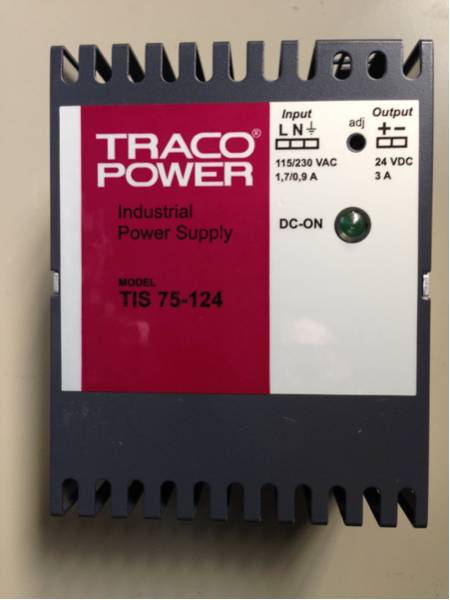 TRACO®
POWER
Industrial
Power Supply
MODEL
TIS 75-124
Input
L N ⏚
115/230 VAC
1,7/0,9 A
adj
Output
+ −
24 VDC
3 A
DC-ON